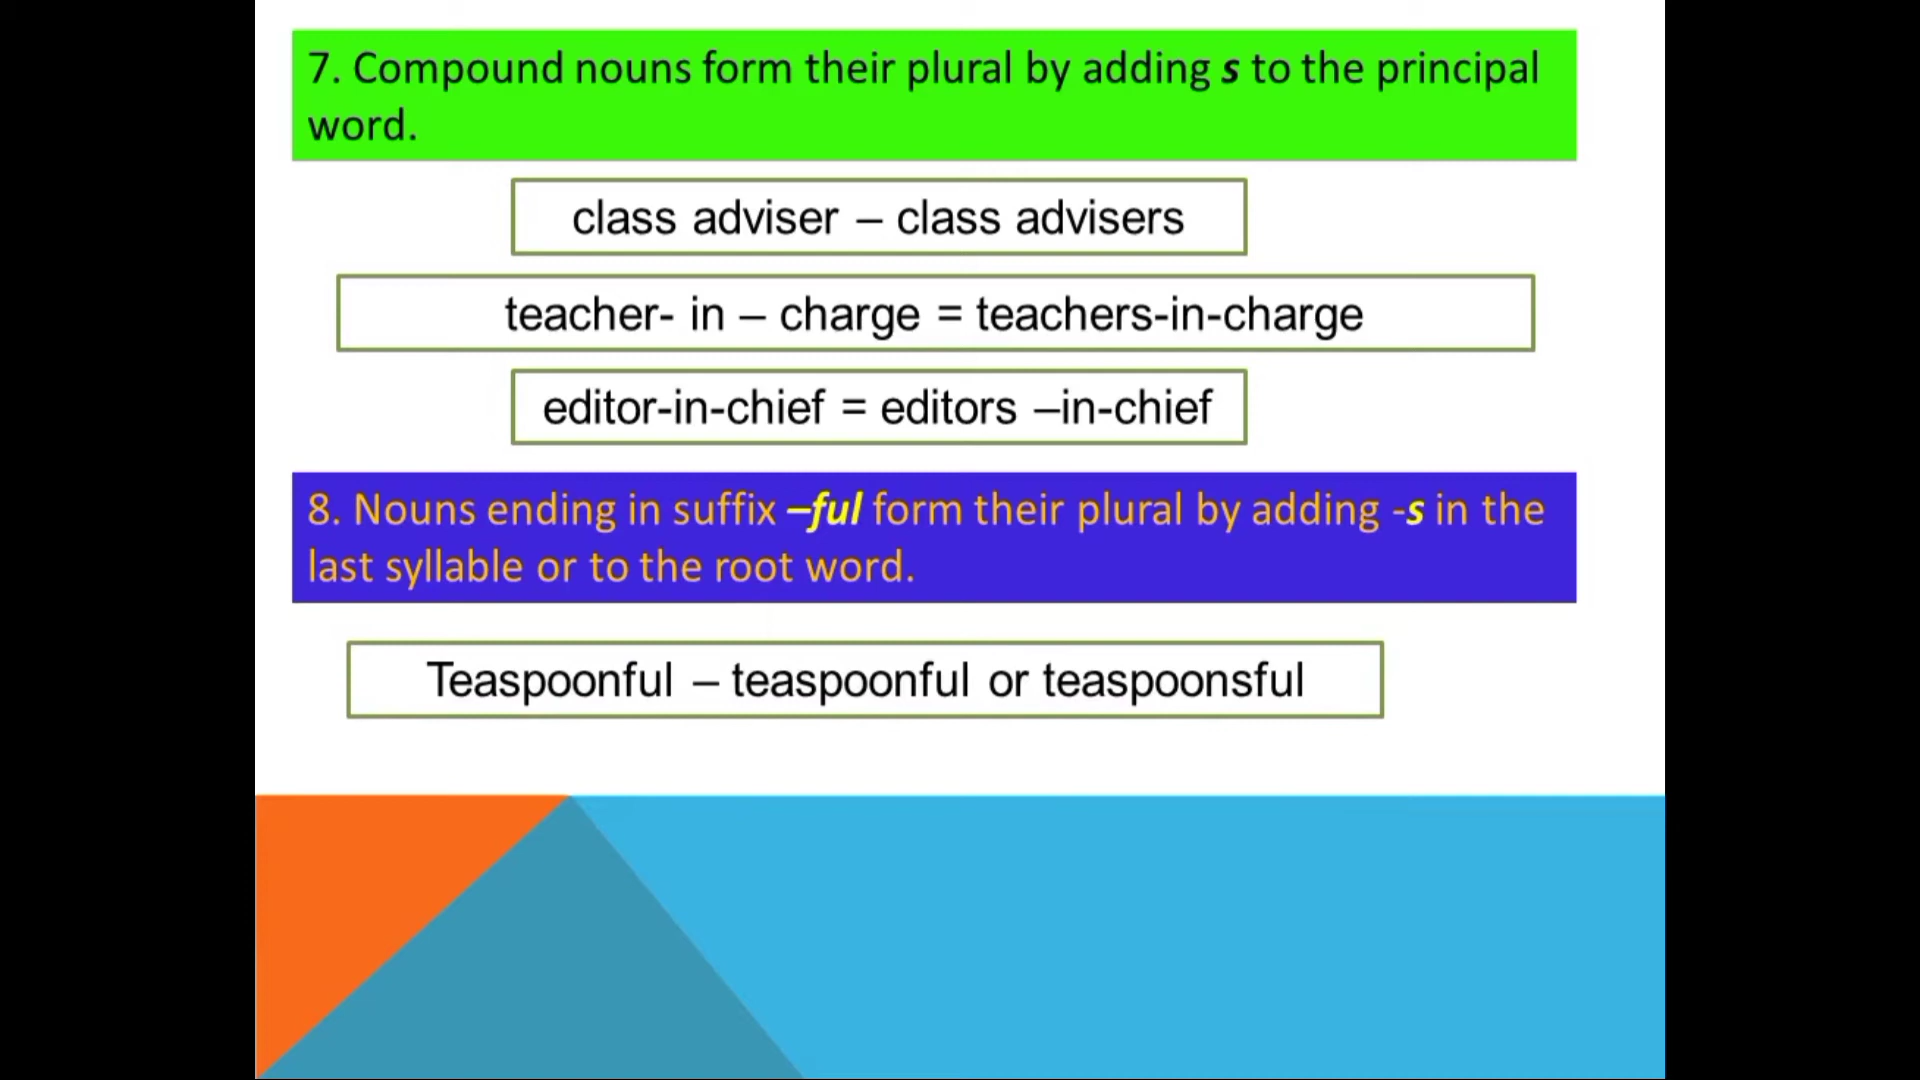 7. Compound nouns form their plural by adding s to the principal
word.
class adviser – class advisers
teacher- in – charge = teachers-in-charge
editor-in-chief = editors –in-chief
8. Nouns ending in suffix –ful form their plural by adding -s in the
last syllable or to the root word.
Teaspoonful – teaspoonful or teaspoonsful